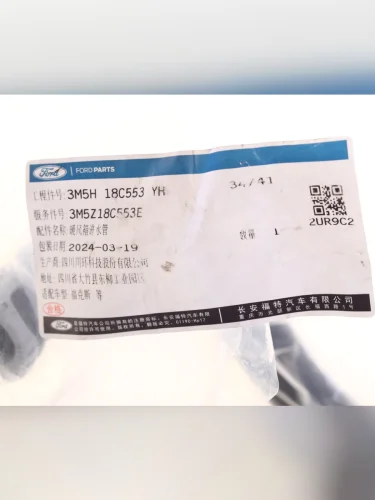 Ford
FORD PARTS
工程件号: 3M5H 18C553 YH
34/41
服务件号: 3M5Z18C553E
配件名称: 暖风器进水管
数量 1
2UR9C2
包装日期: 2024-03-19
生产商: 四川川环科技股份有限公司
地址: 四川省大竹县东柳工业园区
适配车型: 福克斯 等
合格
Ford
长安福特汽车有限公司